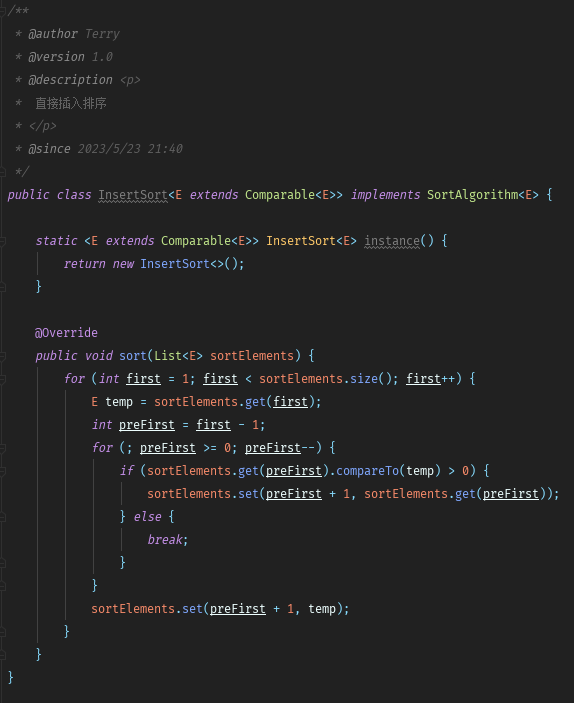 /**
 * @author Terry
 * @version 1.0
 * @description <p>
 *  直接插入排序
 * </p>
 * @since 2023/5/23 21:40
 */
public class InsertSort<E extends Comparable<E>> implements SortAlgorithm<E> {

    static <E extends Comparable<E>> InsertSort<E> instance() {
        return new InsertSort<>();
    }

    @Override
    public void sort(List<E> sortElements) {
        for (int first = 1; first < sortElements.size(); first++) {
            E temp = sortElements.get(first);
            int preFirst = first - 1;
            for (; preFirst >= 0; preFirst--) {
                if (sortElements.get(preFirst).compareTo(temp) > 0) {
                    sortElements.set(preFirst + 1, sortElements.get(preFirst));
                } else {
                    break;
                }
            }
            sortElements.set(preFirst + 1, temp);
        }
    }
}